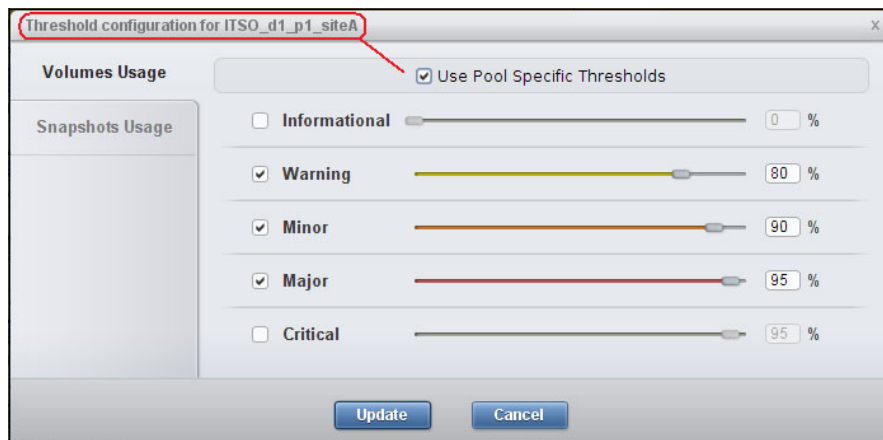 Threshold configuration for ITSO_d1_p1_siteA x
Volumes Usage
Use Pool Specific Thresholds
Snapshots Usage
Informational 0 %
Warning 80 %
Minor 90 %
Major 95 %
Critical 95 %
Update Cancel